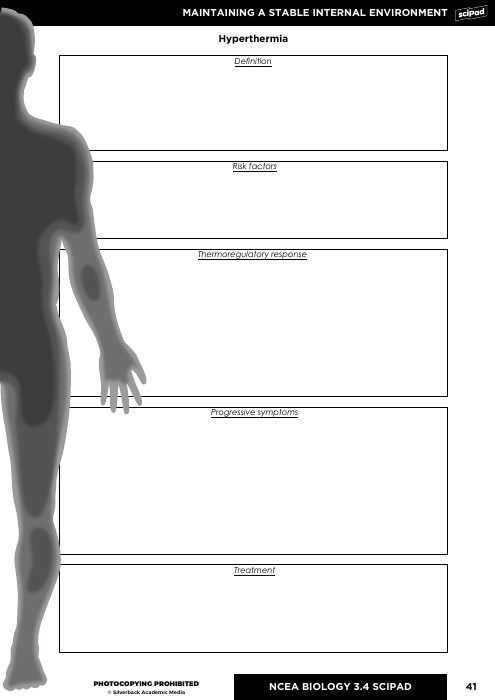 MAINTAINING A STABLE INTERNAL ENVIRONMENT
scipad
Hyperthermia
Definition
Risk factors
Thermoregulatory response
Progressive symptoms
Treatment
PHOTOCOPYING PROHIBITED
© Silverback Academic Media
NCEA BIOLOGY 3.4 SCIPAD
41